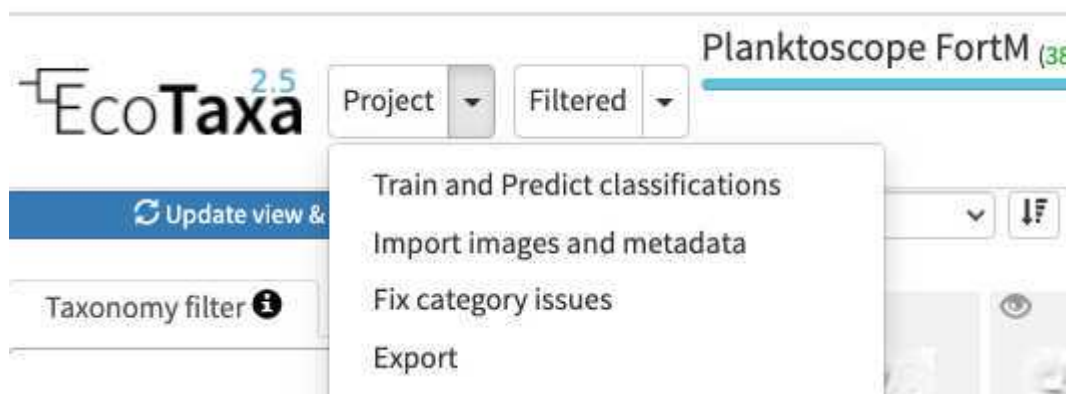 Planktoscope FortM (38
2.5
EcoTaxa
Project
Filtered
Train and Predict classifications
Update view &
Import images and metadata
Fix category issues
Taxonomy filter
Export